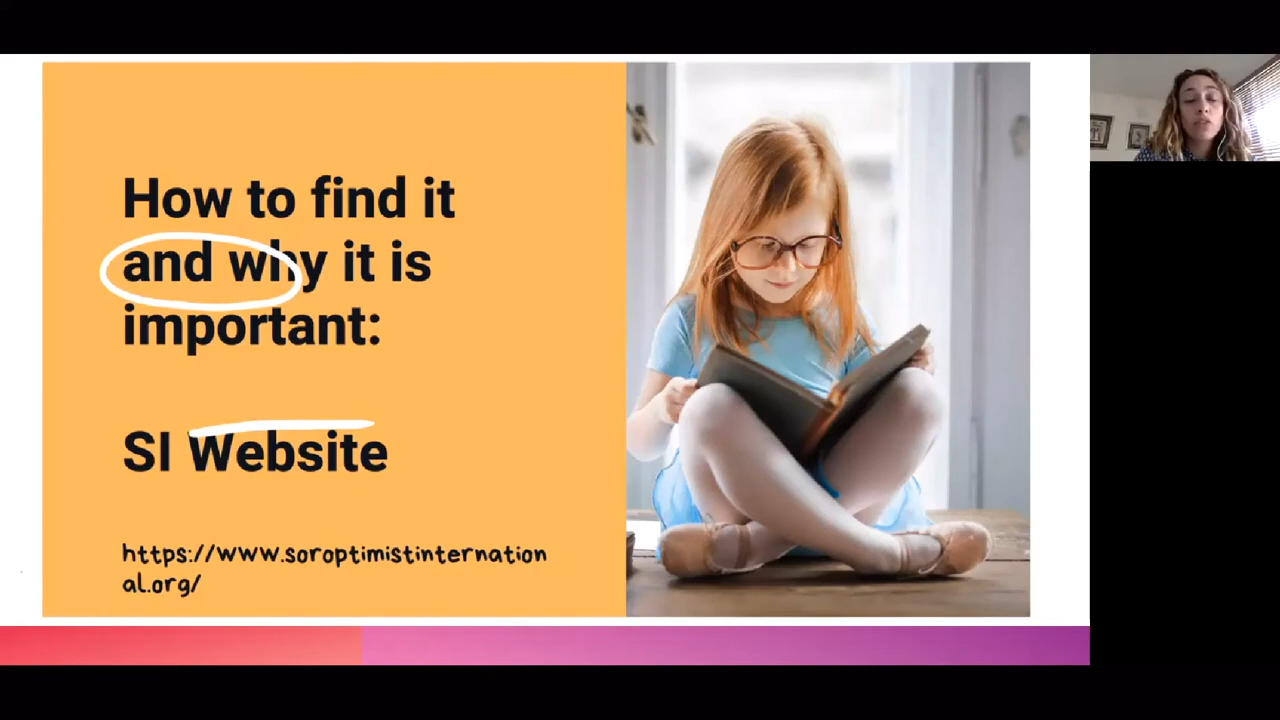 How to find it
and why it is
important:
SI Website
https://www.soroptimistinternation
al.org/